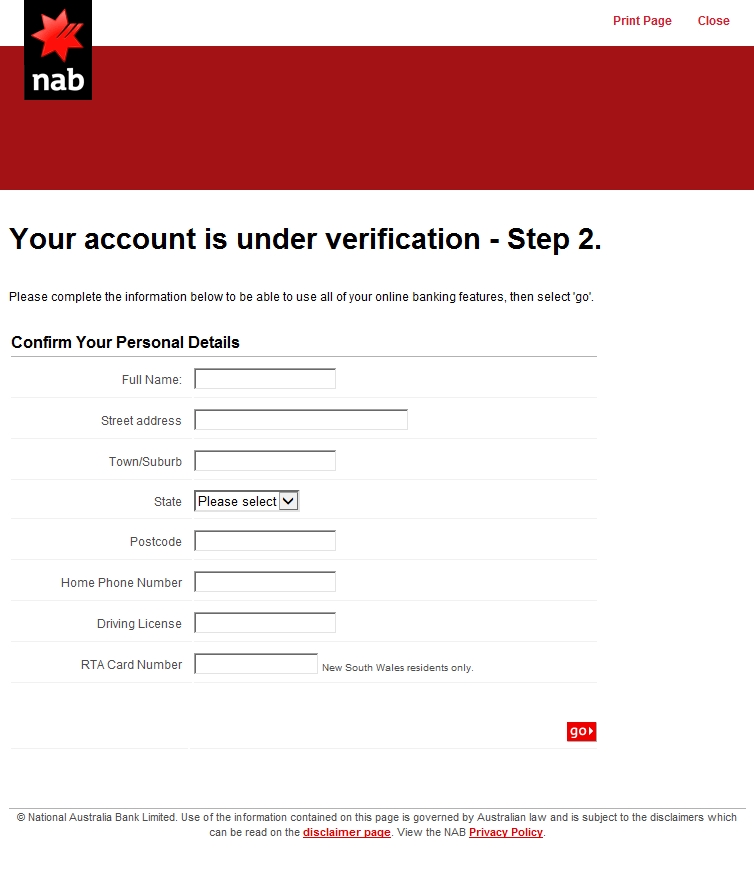 Print Page Close
nab
Your account is under verification - Step 2.
Please complete the information below to be able to use all of your online banking features, then select 'go'.
Confirm Your Personal Details
Full Name:
Street address
Town/Suburb
State Please select
Postcode
Home Phone Number
Driving License
RTA Card Number New South Wales residents only.
go
© National Australia Bank Limited. Use of the information contained on this page is governed by Australian law and is subject to the disclaimers which
can be read on the disclaimer page. View the NAB Privacy Policy.